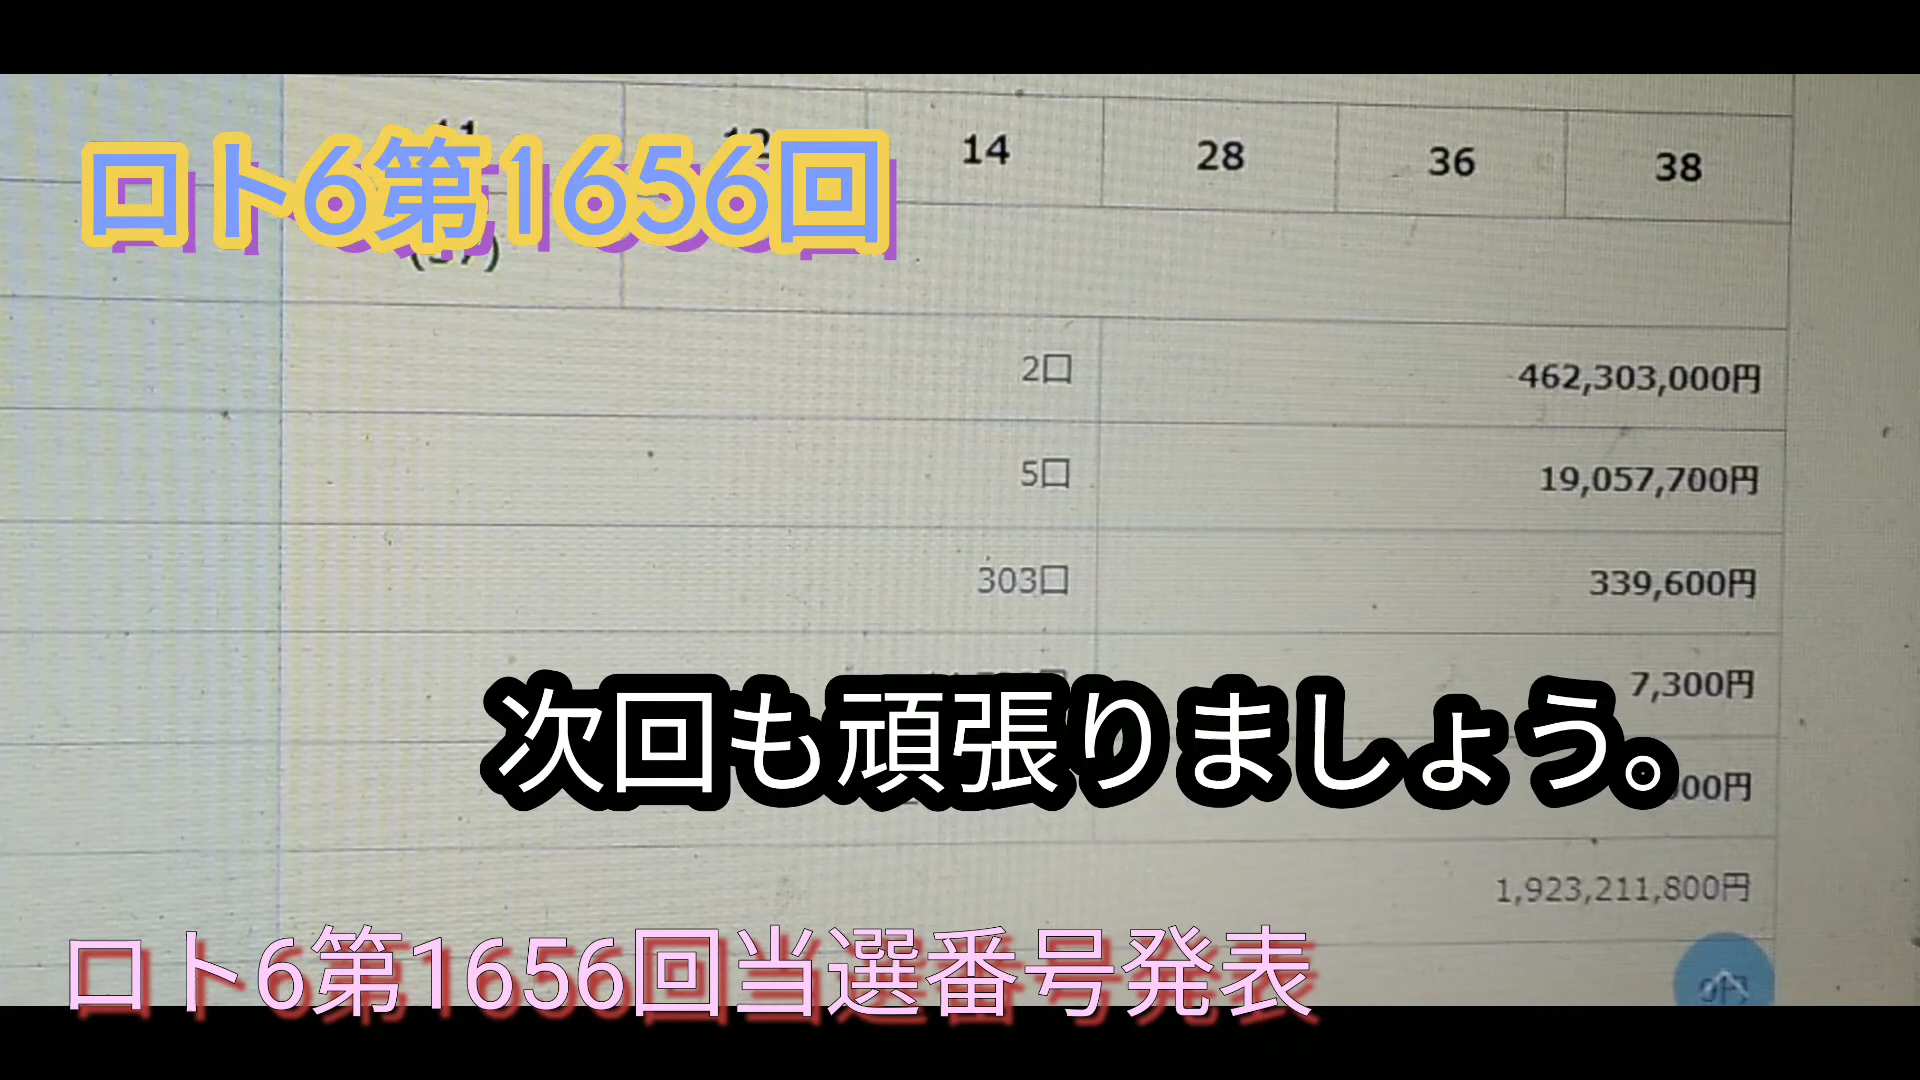 ロト6第1656回
14 28 36 38
2口 462,303,000円
5口 19,057,700円
303口 339,600円
7,300円
次回も頑張りましょう。
1,923,211,800円
ロト6第1656回当選番号発表